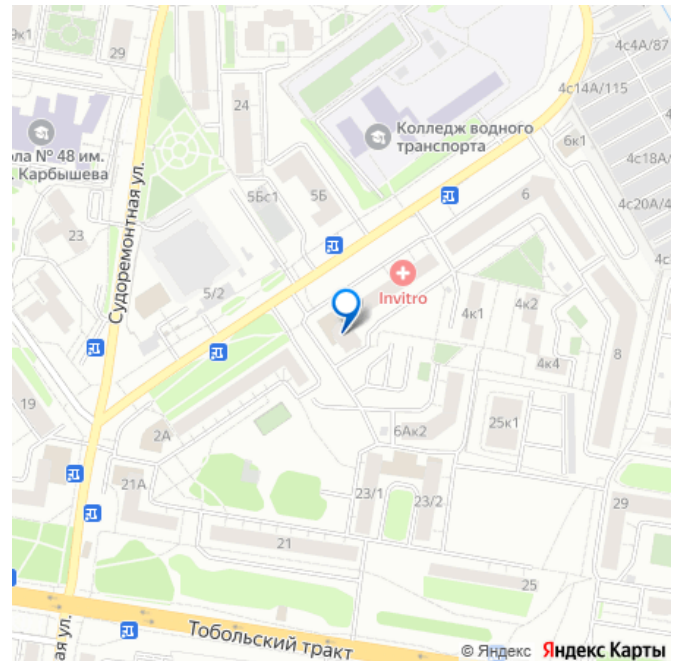 9к1
29
4с4А/87
4с14А/115
24
Колледж водного
транспорта
6к1
ола № 48 им.
. Карбышева
5Бс1
5Б
6
4с18А/
4с20А/4
Судоремонтная ул.
23
4с
5/2
Invitro
4к1
4к2
8
4к4
19
2А
6Ак2
25к1
21А
23/1
23/2
29
21
25
Тобольский тракт
ая ул.
© Яндекс Яндекс Карты